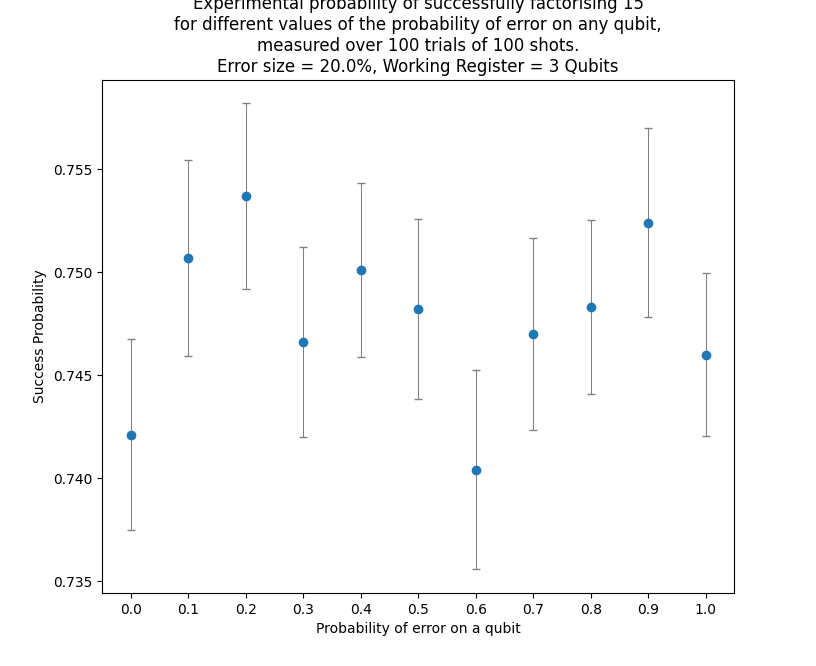 Experimental probability of successfully factorising 15
for different values of the probability of error on any qubit,
measured over 100 trials of 100 shots.
Error size = 20.0%, Working Register = 3 Qubits
0.755
0.750
0.745
0.740
0.735
Success Probability
0.0 0.1 0.2 0.3 0.4 0.5 0.6 0.7 0.8 0.9 1.0
Probability of error on a qubit